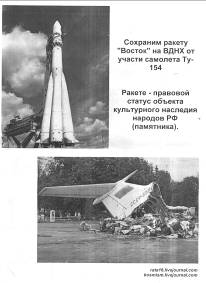 Сохраним ракету
"Восток" на ВДНХ от
участи самолета Ту-
154
Ракете - правовой
статус объекта
культурного наследия
народов РФ
(памятника).